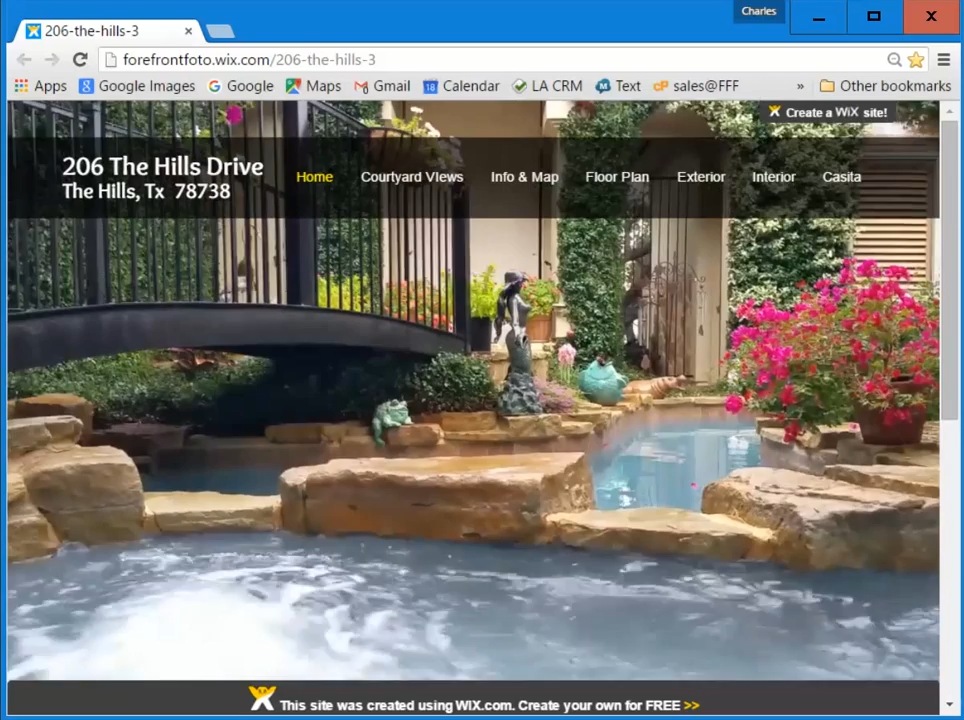 Charles
206-the-hills-3
forefrontfoto.wix.com/206-the-hills-3
Apps Google Images Google Maps Gmail Calendar LA CRM Text sales@FFF » Other bookmarks
Create a WiX site!
206 The Hills Drive
The Hills, Tx 78738
Home Courtyard VIews Info & Map Floor Plan Exterior Interior Casita
This site was created using WIX.com. Create your own for FREE >>